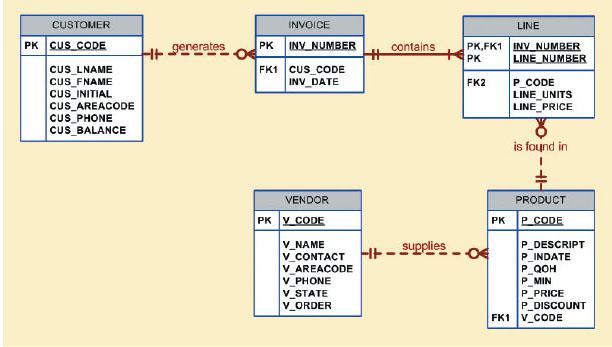 CUSTOMER
PK CUS_CODE
CUS_LNAME
CUS_FNAME
CUS_INITIAL
CUS_AREACODE
CUS_PHONE
CUS_BALANCE
generates
INVOICE
PK INV_NUMBER
FK1 CUS_CODE
INV_DATE
contains
LINE
PK,FK1 INV_NUMBER
PK LINE_NUMBER
FK2 P_CODE
LINE_UNITS
LINE_PRICE
is found in
VENDOR
PK V_CODE
V_NAME
V_CONTACT
V_AREACODE
V_PHONE
V_STATE
V_ORDER
supplies
PRODUCT
PK P_CODE
P_DESCRIPT
P_INDATE
P_QOH
P_MIN
P_PRICE
P_DISCOUNT
FK1 V_CODE